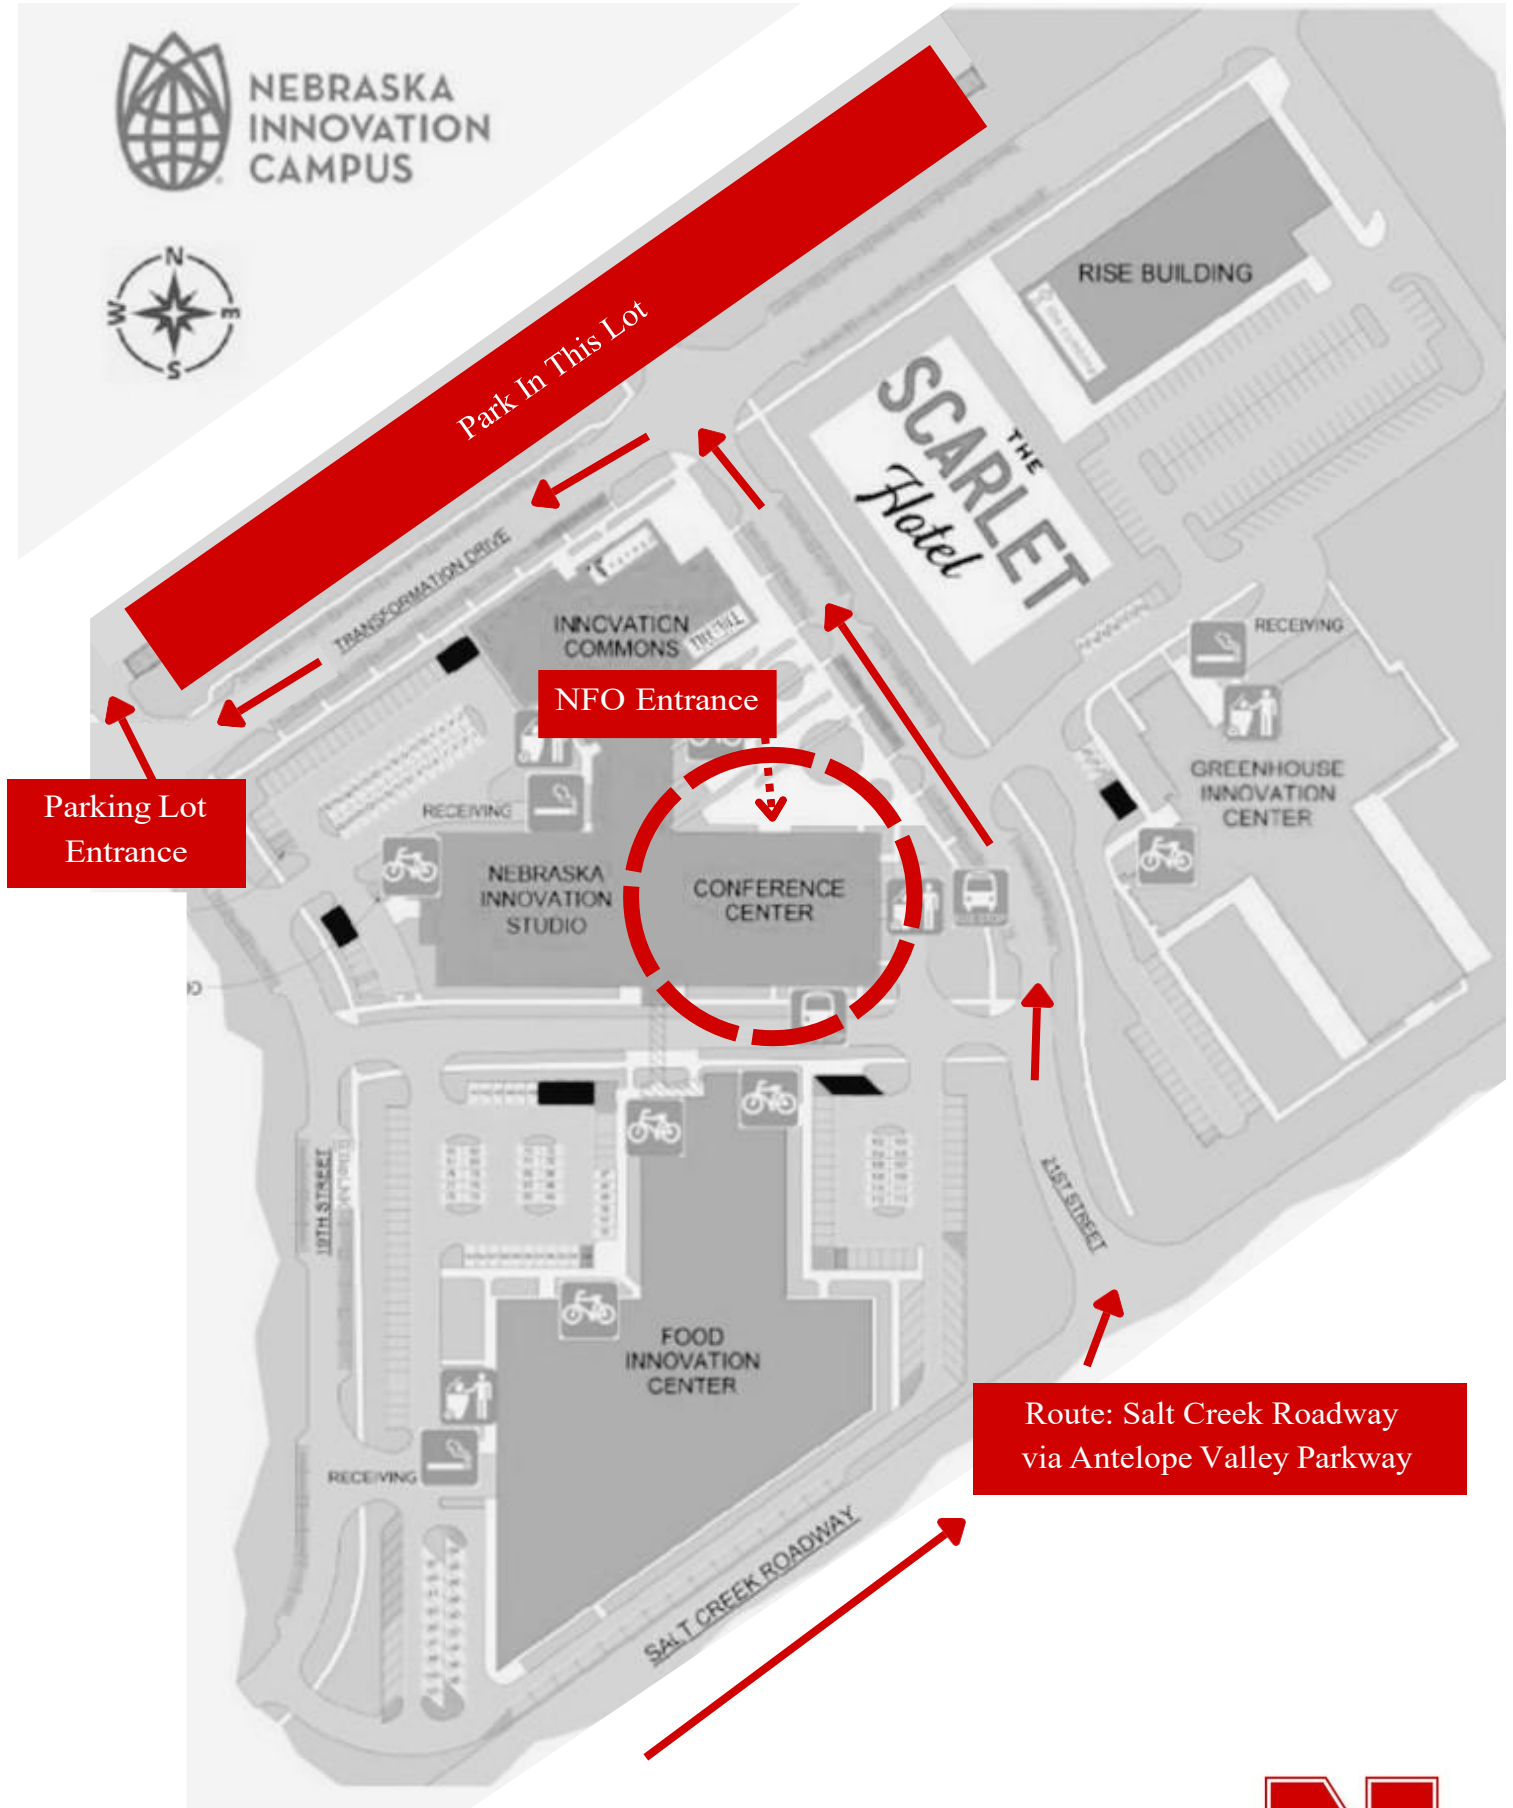 NEBRASKA
INNOVATION
CAMPUS
N
W
E
S
RISE BUILDING
Park In This Lot
THE
SCARLET
Hotel
TRANSFORMATION DRIVE
INNOVATION
COMMONS
RECEIVING
NFO Entrance
GREENHOUSE
INNOVATION
CENTER
Parking Lot
Entrance
RECEIVING
NEBRASKA
INNOVATION
STUDIO
CONFERENCE
CENTER
19TH STREET
21ST STREET
FOOD
INNOVATION
CENTER
Route: Salt Creek Roadway
via Antelope Valley Parkway
RECEIVING
SALT CREEK ROADWAY